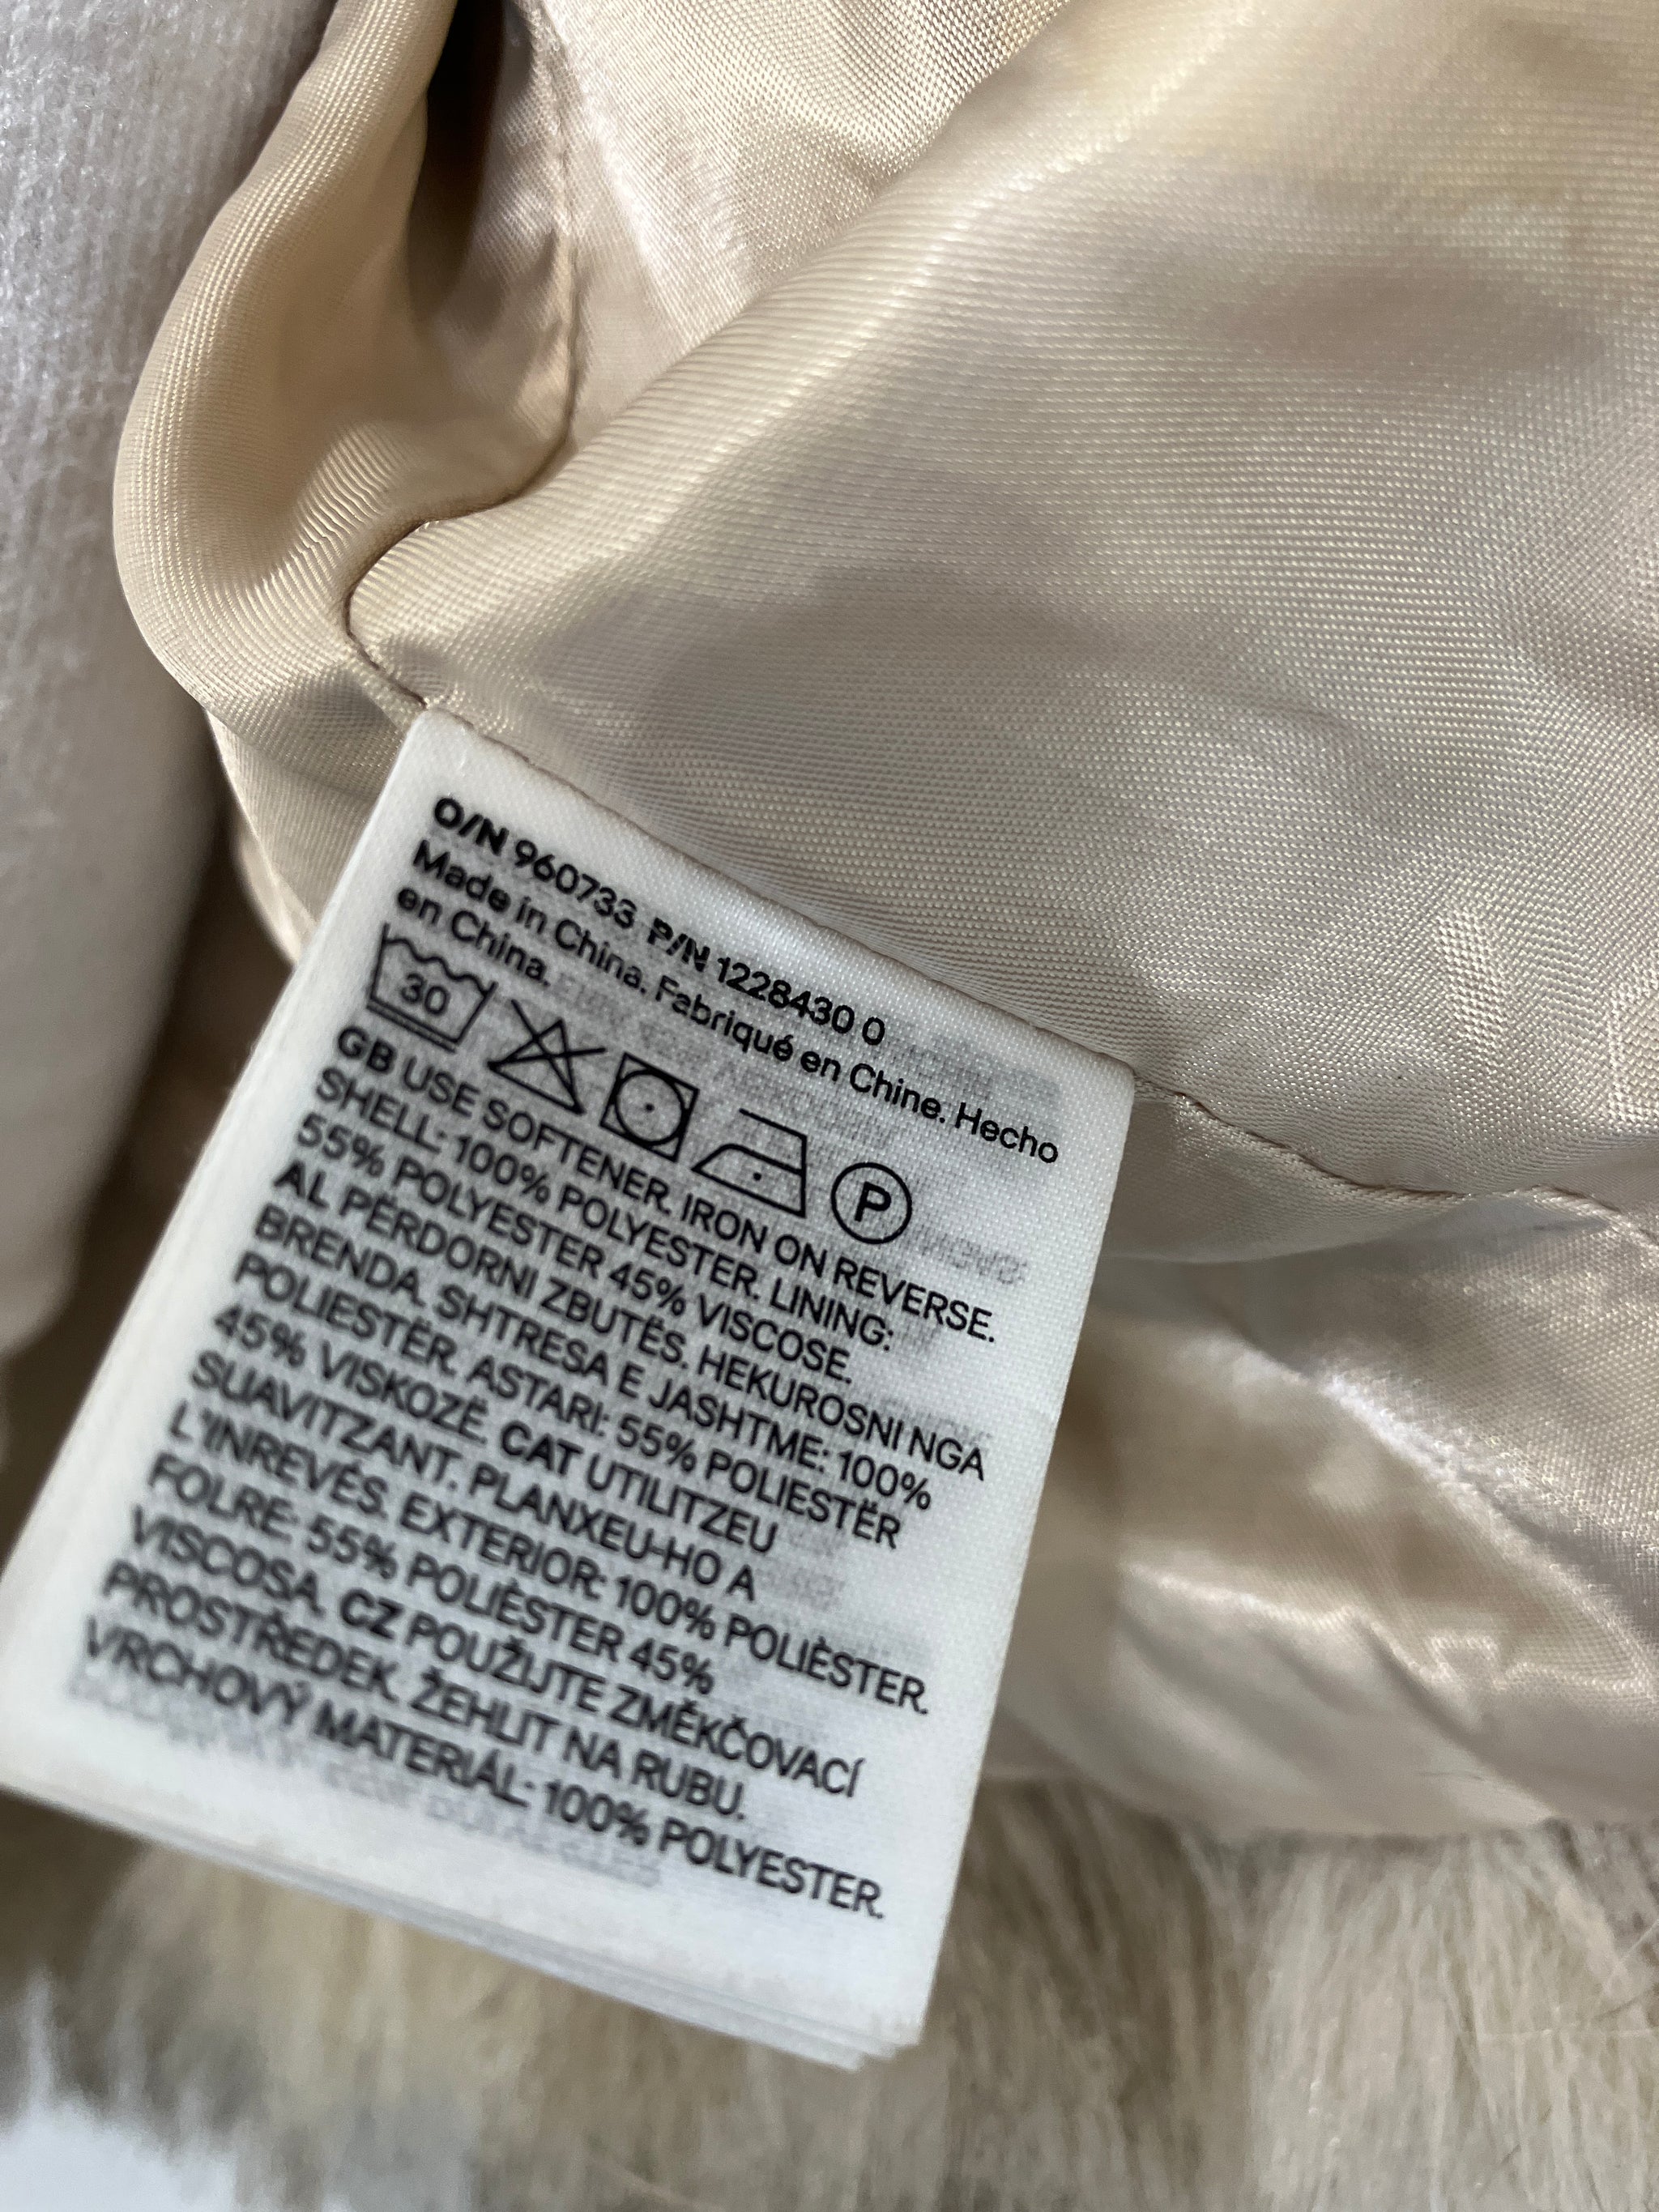 O/N 960733 P/N 1228430 0
Made in China. Fabriqué en Chine. Hecho
en China.
30
P
GB USE SOFTENER. IRON ON REVERSE.
SHELL: 100% POLYESTER. LINING:
55% POLYESTER 45% VISCOSE.
AL PËRDORNI ZBUTËS. HEKUROSNI NGA
BRENDA. SHTRESA E JASHTME: 100%
POLIESTËR. ASTARI: 55% POLIESTËR
45% VISKOZË. CAT UTILITZEU
SUAVITZANT. PLANXEU-HO A
L'INREVÉS. EXTERIOR: 100% POLIÈSTER.
FOLRE: 55% POLIÈSTER 45%
VISCOSA. CZ POUŽIJTE ZMĚKČOVACÍ
PROSTŘEDEK. ŽEHLIT NA RUBU.
VRCHOVÝ MATERIÁL: 100% POLYESTER.